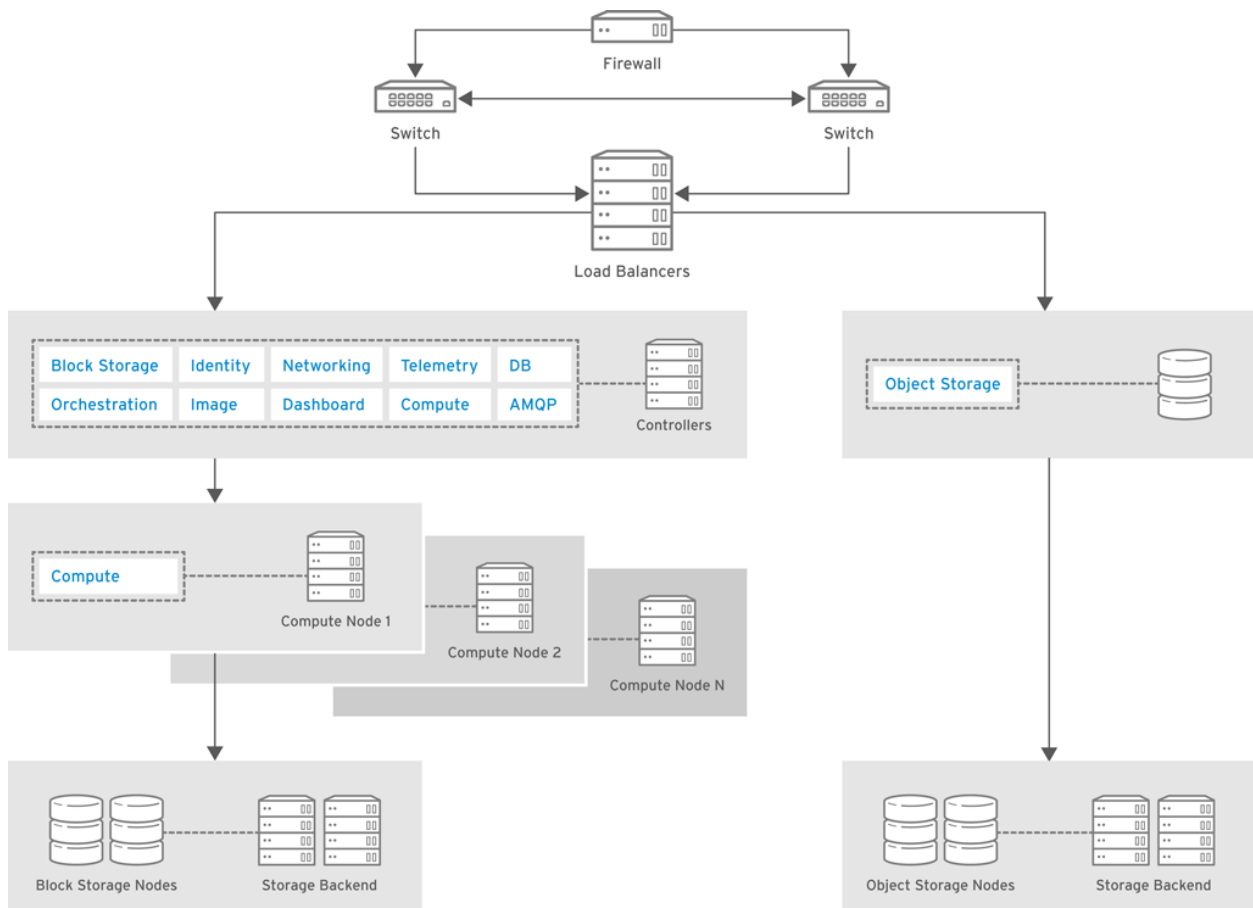 Firewall
Switch
Switch
Load Balancers
Block Storage
Identity
Networking
Telemetry
DB
Orchestration
Image
Dashboard
Compute
AMQP
Controllers
Object Storage
Compute
Compute Node 1
Compute Node 2
Compute Node N
Block Storage Nodes
Storage Backend
Object Storage Nodes
Storage Backend